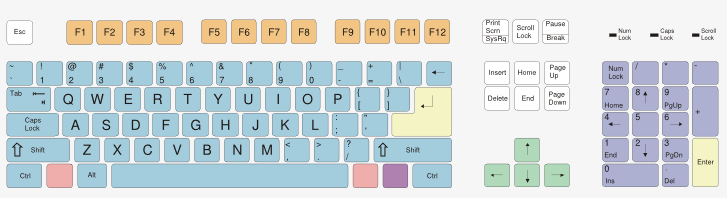 Esc F1 F2 F3 F4 F5 F6 F7 F8 F9 F10 F11 F12 Print Scrn SysRq Scroll Lock Pause Break Num Lock Caps Lock Scroll Lock
~ ` ! 1 @ 2 # 3 $ 4 % 5 ^ 6 & 7 * 8 ( 9 ) 0 _ - + = | \ ← Insert Home Page Up Num Lock / * -
Tab Q W E R T Y U I O P { [ } ] Delete End Page Down 7 Home 8 ↑ 9 PgUp +
Caps Lock A S D F G H J K L : ; " ' 4 ← 5 6 →
Shift Z X C V B N M < , > . ? / Shift ↑ 1 End 2 ↓ 3 PgDn Enter
Ctrl Alt Ctrl ← ↓ → 0 Ins . Del